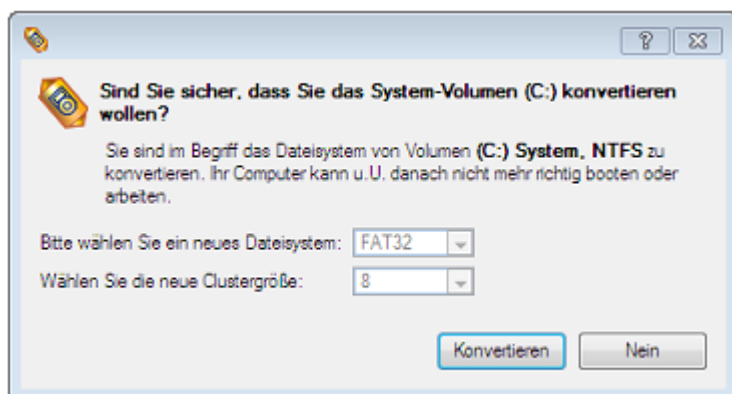 Sind Sie sicher, dass Sie das System-Volumen (C:) konvertieren
wollen?
Sie sind im Begriff das Dateisystem von Volumen (C:) System, NTFS zu
konvertieren. Ihr Computer kann u.U. danach nicht mehr richtig booten oder
arbeiten.
Bitte wählen Sie ein neues Dateisystem: FAT32
Wählen Sie die neue Clustergröße: 8
Konvertieren Nein